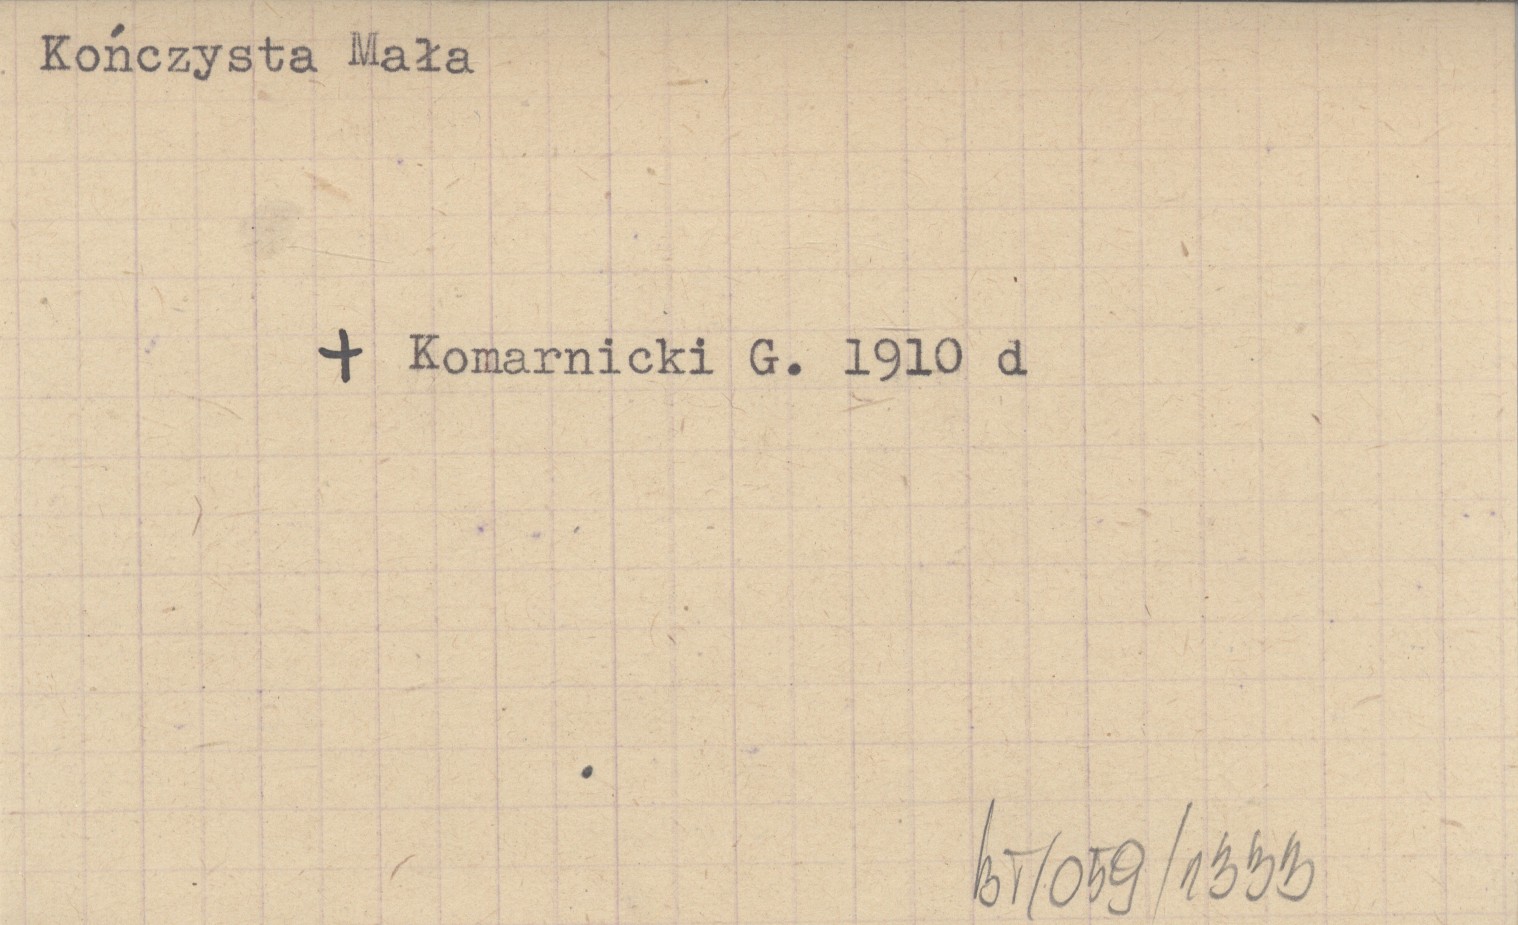 Kończysta Mała
+ Komarnicki G. 1910 d
BT/059/1333